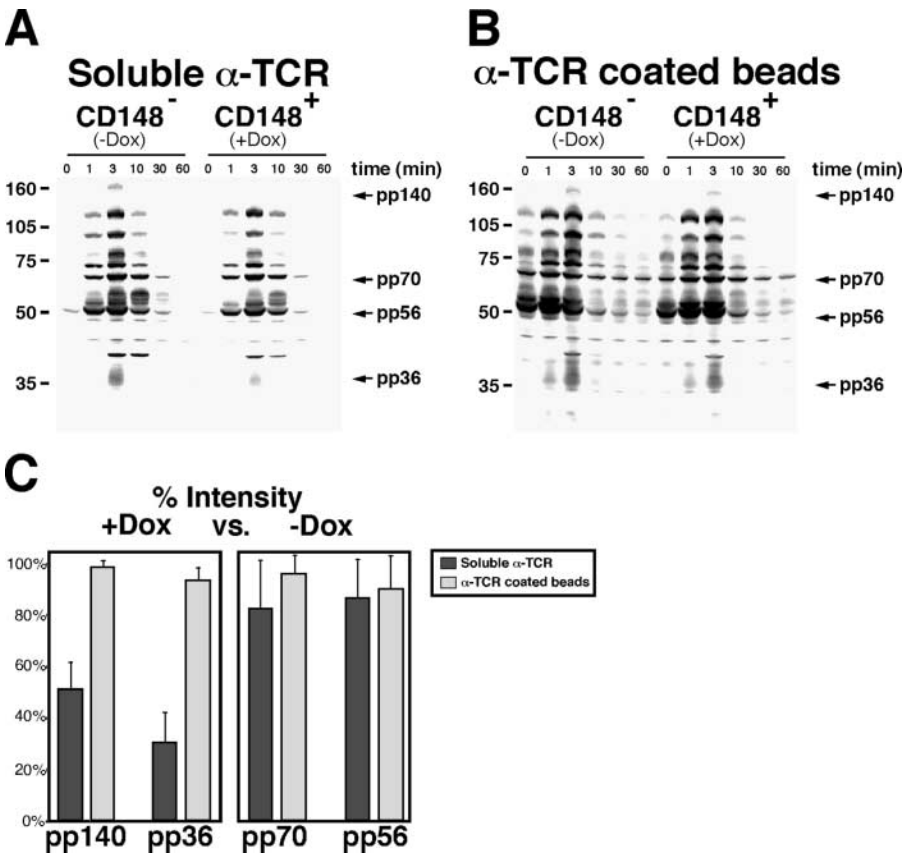 A
Soluble α-TCR
CD148⁻ CD148⁺
(-Dox) (+Dox)
0 1 3 10 30 60 0 1 3 10 30 60 time (min)
160
105
75
50
35
pp140
pp70
pp56
pp36
B
α-TCR coated beads
CD148⁻ CD148⁺
(-Dox) (+Dox)
0 1 3 10 30 60 0 1 3 10 30 60 time (min)
160
105
75
50
35
pp140
pp70
pp56
pp36
C
% Intensity
+Dox vs. -Dox
100%
80%
60%
40%
20%
0%
pp140 pp36 pp70 pp56
Soluble α-TCR
α-TCR coated beads